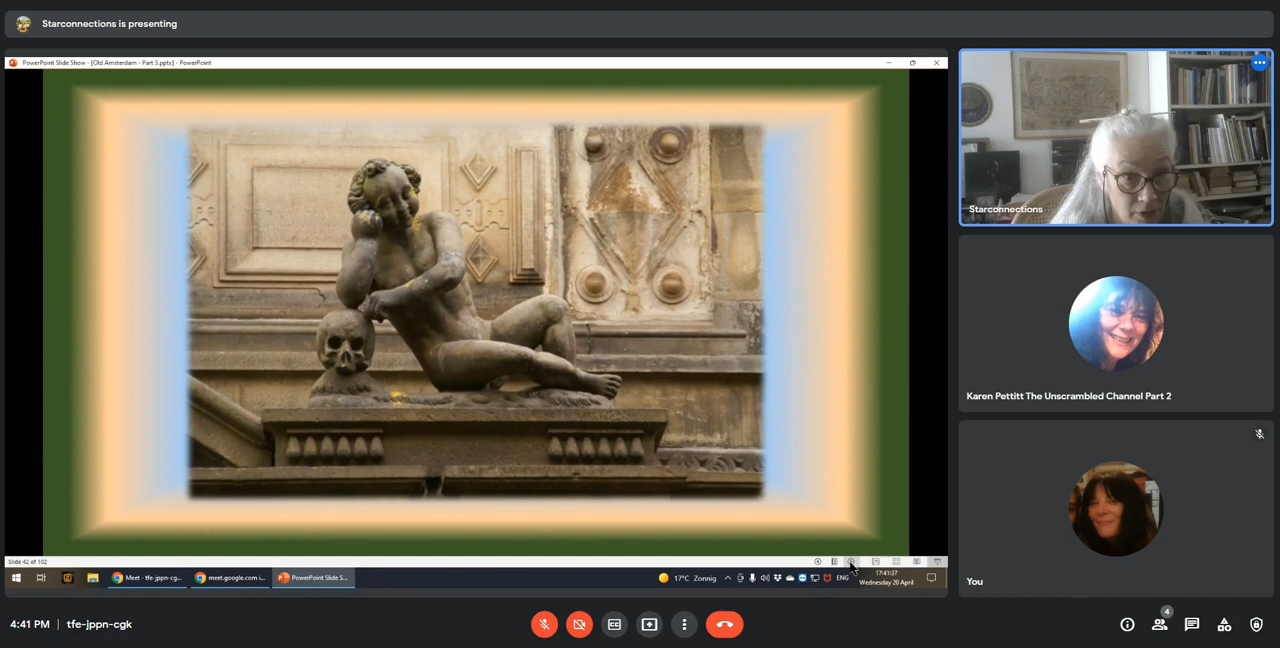 Starconnections is presenting
PowerPoint Slide Show - [Old Amsterdam - Part 3.pptx] - PowerPoint
Starconnections
Karen Pettitt The Unscrambled Channel Part 2
You
Slide 42 of 102
Meet - tfe-jppn-cg...
meet.google.com i...
PowerPoint Slide S...
17°C Zonnig
ENG
17:41:37
Wednesday 20 April
4:41 PM | tfe-jppn-cgk
4